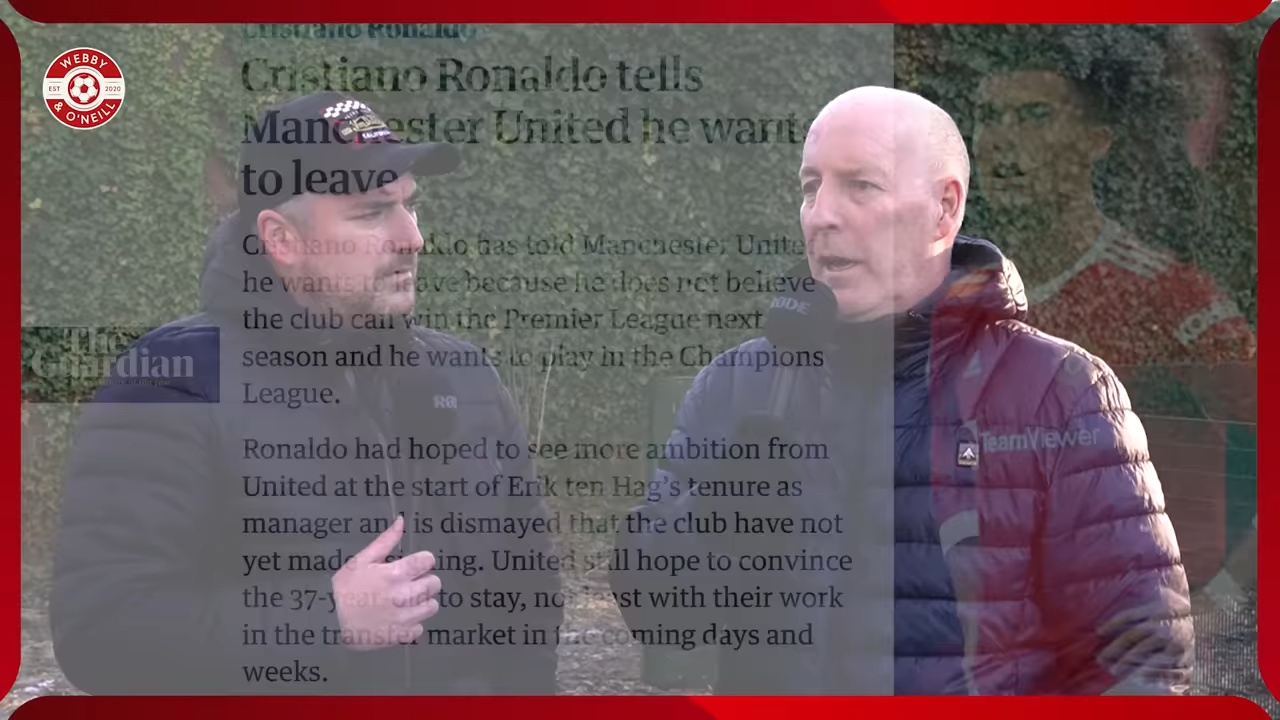 WEBBY
EST 2020
& O'NEILL
Cristiano Ronaldo
Cristiano Ronaldo tells
Manchester United he wants
to leave
Cristiano Ronaldo has told Manchester United
he wants to leave because he does not believe
the club can win the Premier League next
season and he wants to play in the Champions
League.
The
Guardian
RODE
Ronaldo had hoped to see more ambition from
TeamViewer
United at the start of Erik ten Hag's tenure as
manager and is dismayed that the club have not
yet made a signing. United still hope to convince
the 37-year-old to stay, not least with their work
in the transfer market in the coming days and
weeks.